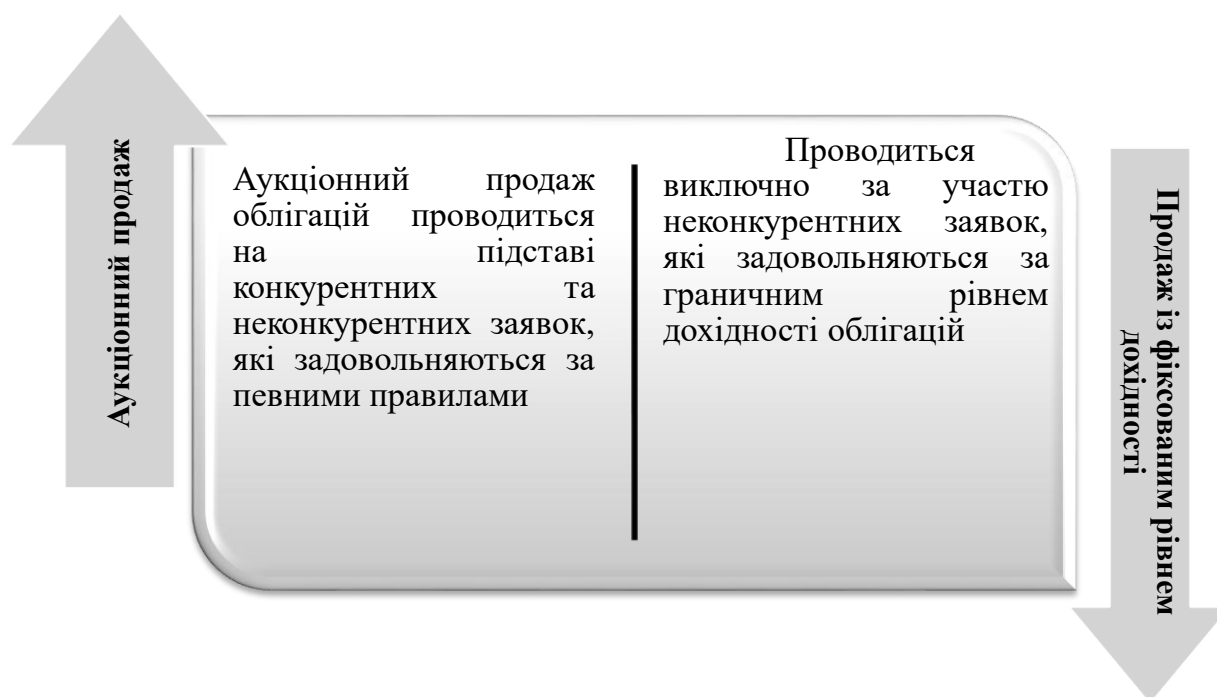 Аукціонний продаж
Аукціонний продаж
облігацій проводиться
на підставі
конкурентних та
неконкурентних заявок,
які задовольняються за
певними правилами
Проводиться
виключно за участю
неконкурентних заявок,
які задовольняються за
граничним рівнем
дохідності облігацій
Продаж із фіксованим рівнем
дохідності